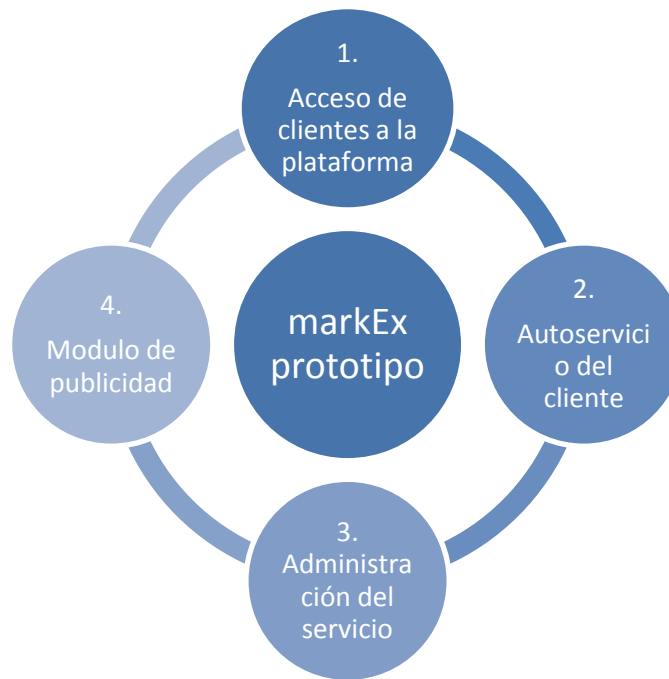 1.
Acceso de
clientes a la
plataforma
2.
Autoservici
o del
cliente
3.
Administra
ción del
servicio
4.
Modulo de
publicidad
markEx
prototipo